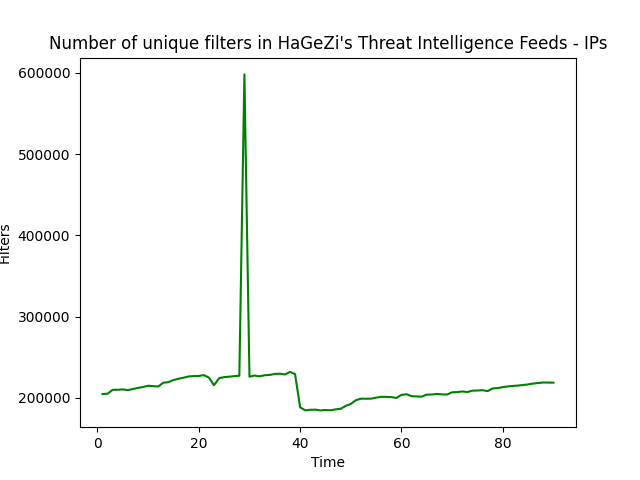 Number of unique filters in HaGeZi's Threat Intelligence Feeds - IPs
600000
500000
400000
300000
200000
Filters
0 20 40 60 80
Time